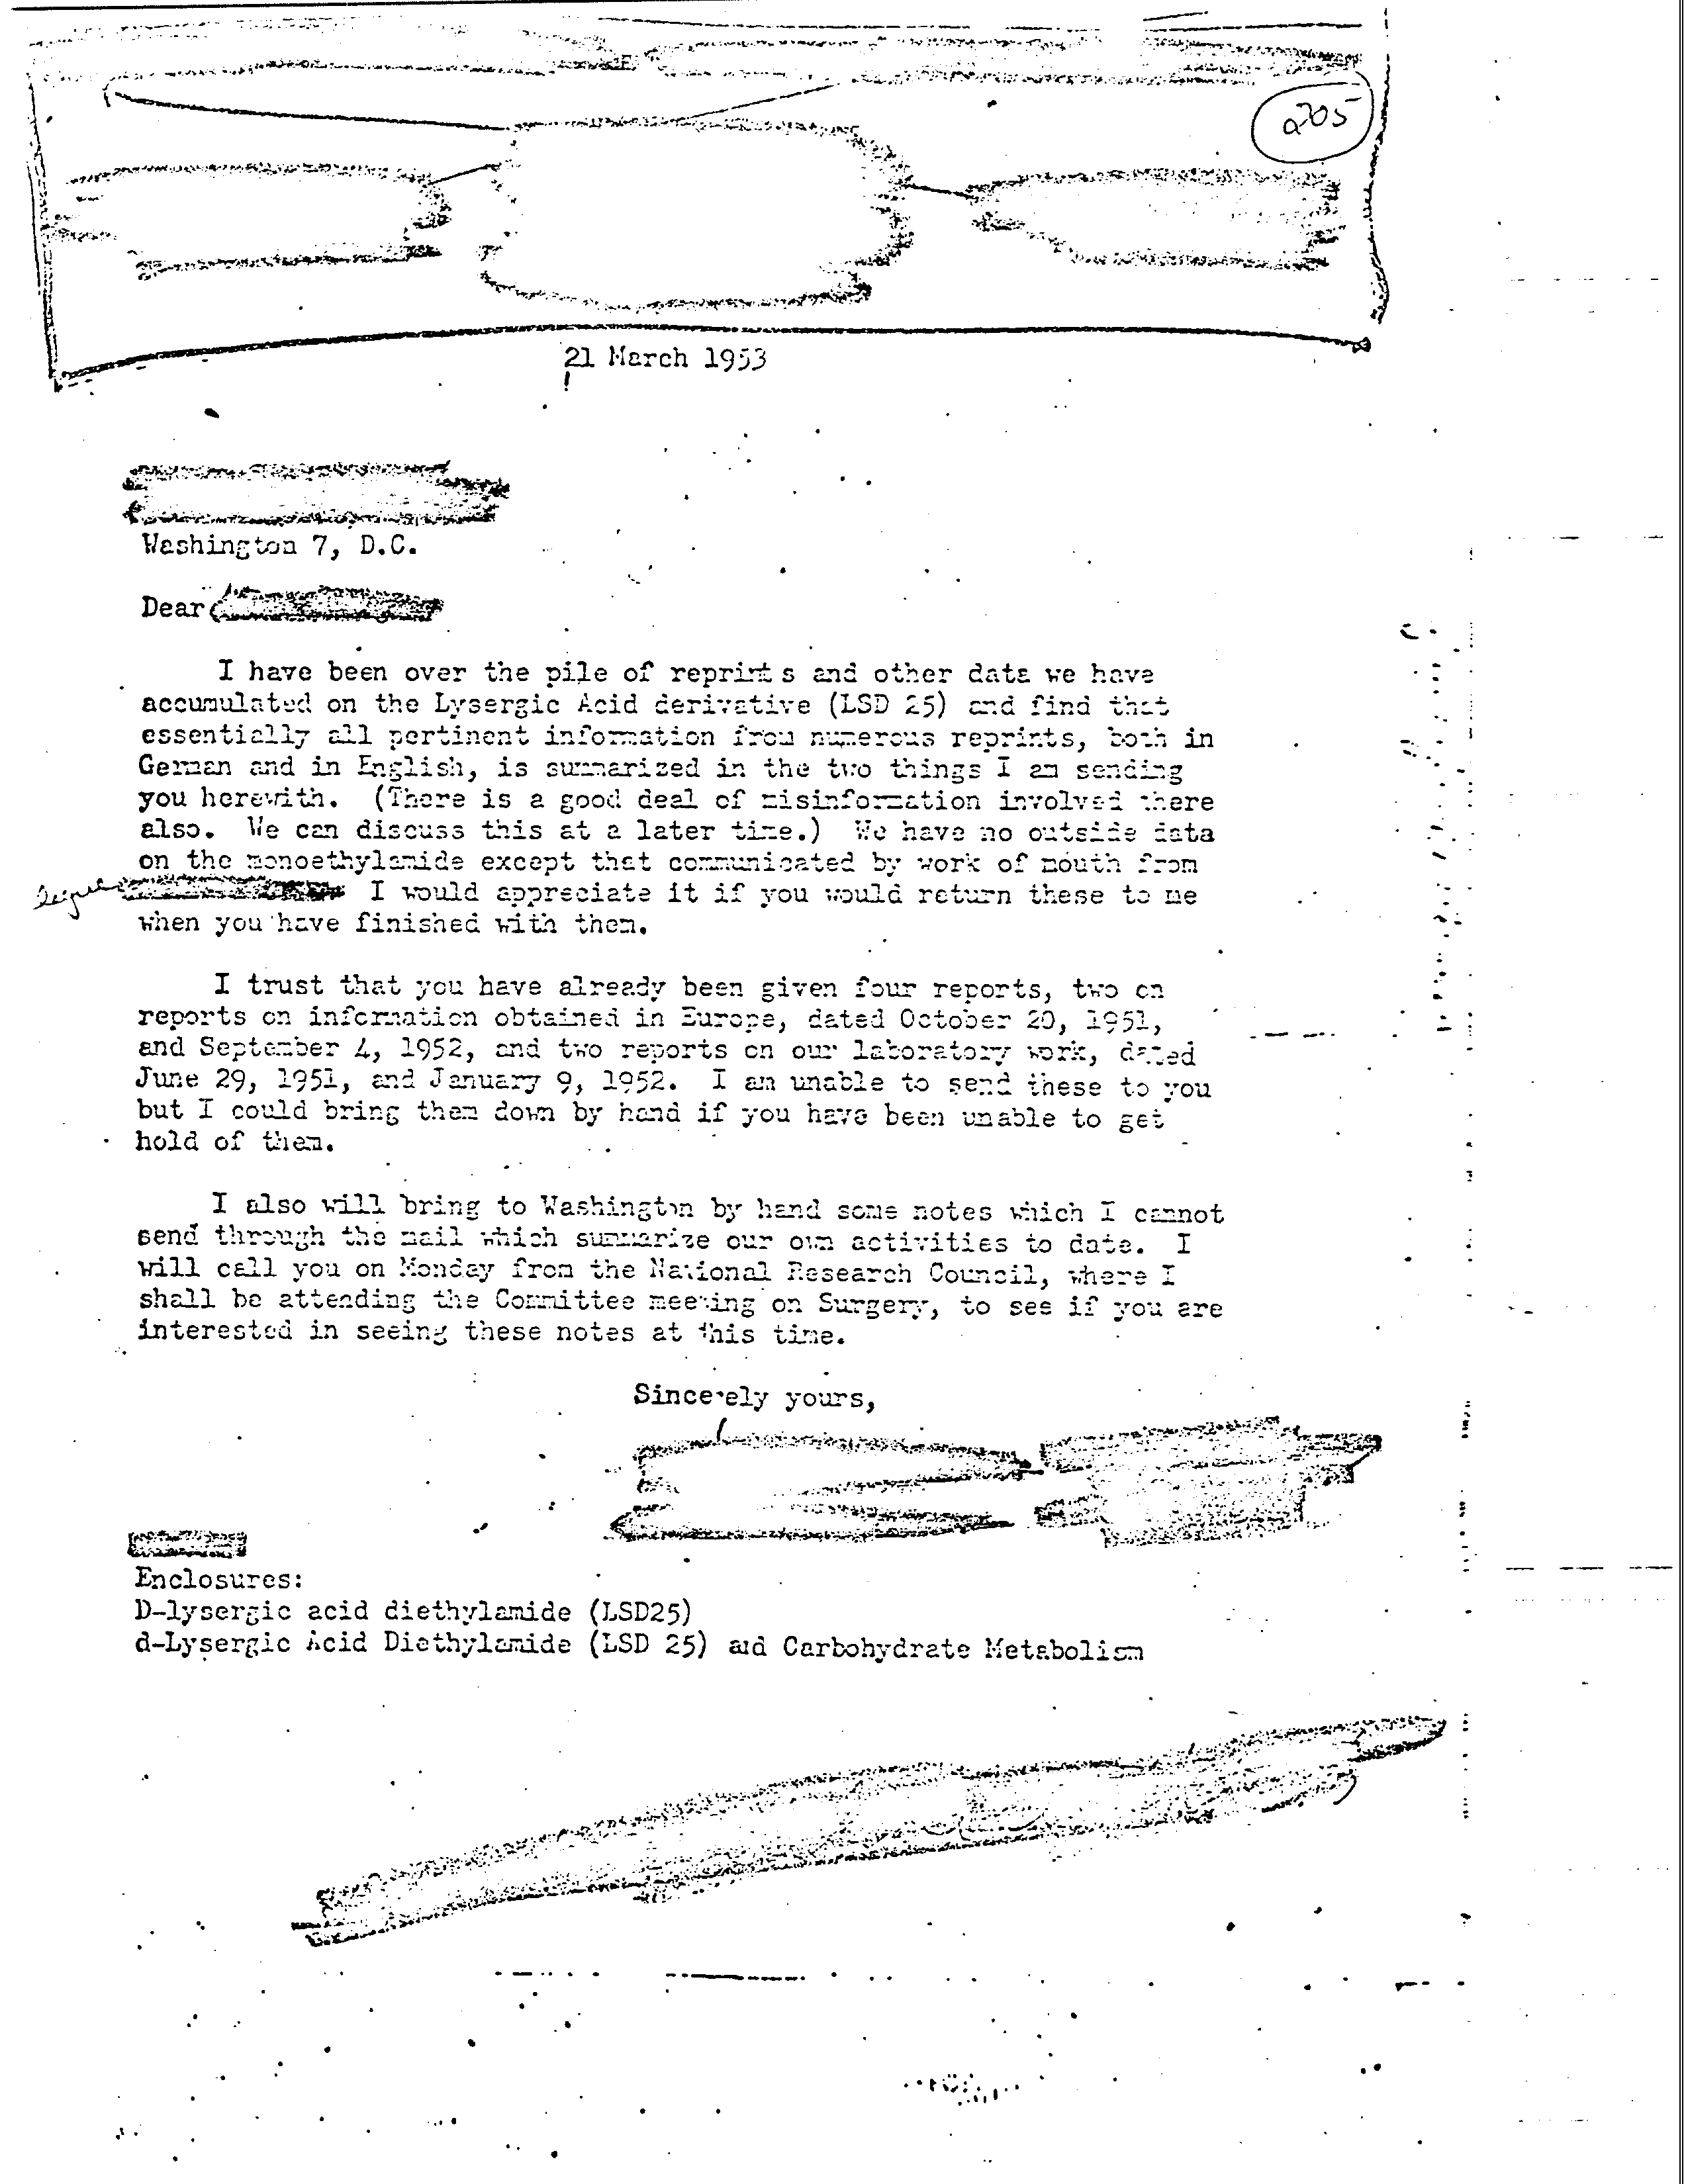 205
21 March 1953
Washington 7, D.C.
Dear
I have been over the pile of reprints and other data we have
accumulated on the Lysergic Acid derivative (LSD 25) and find that
essentially all pertinent information from numerous reprints, both in
German and in English, is summarized in the two things I am sending
you herewith. (There is a good deal of misinformation involved there
also. We can discuss this at a later time.) We have no outside data
on the monoethylamide except that communicated by work of mouth from
I would appreciate it if you would return these to me
when you have finished with them.
I trust that you have already been given four reports, two on
reports on information obtained in Europe, dated October 20, 1951,
and September 4, 1952, and two reports on our laboratory work, dated
June 29, 1951, and January 9, 1952. I am unable to send these to you
but I could bring them down by hand if you have been unable to get
hold of them.
I also will bring to Washington by hand some notes which I cannot
send through the mail which summarize our own activities to date. I
will call you on Monday from the National Research Council, where I
shall be attending the Committee meeting on Surgery, to see if you are
interested in seeing these notes at this time.
Sincerely yours,
Enclosures:
D-lysergic acid diethylamide (LSD25)
d-Lysergic Acid Diethylamide (LSD 25) and Carbohydrate Metabolism